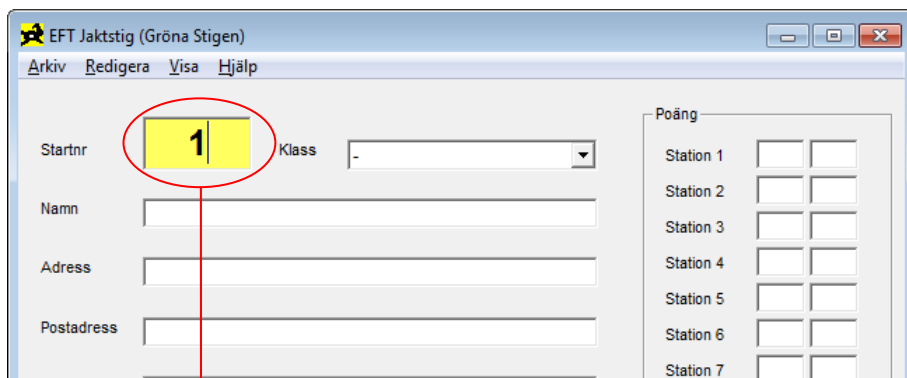 EFT Jaktstig (Gröna Stigen)
Arkiv Redigera Visa Hjälp
Startnr 1 Klass -
Namn
Adress
Postadress
Poäng
Station 1
Station 2
Station 3
Station 4
Station 5
Station 6
Station 7